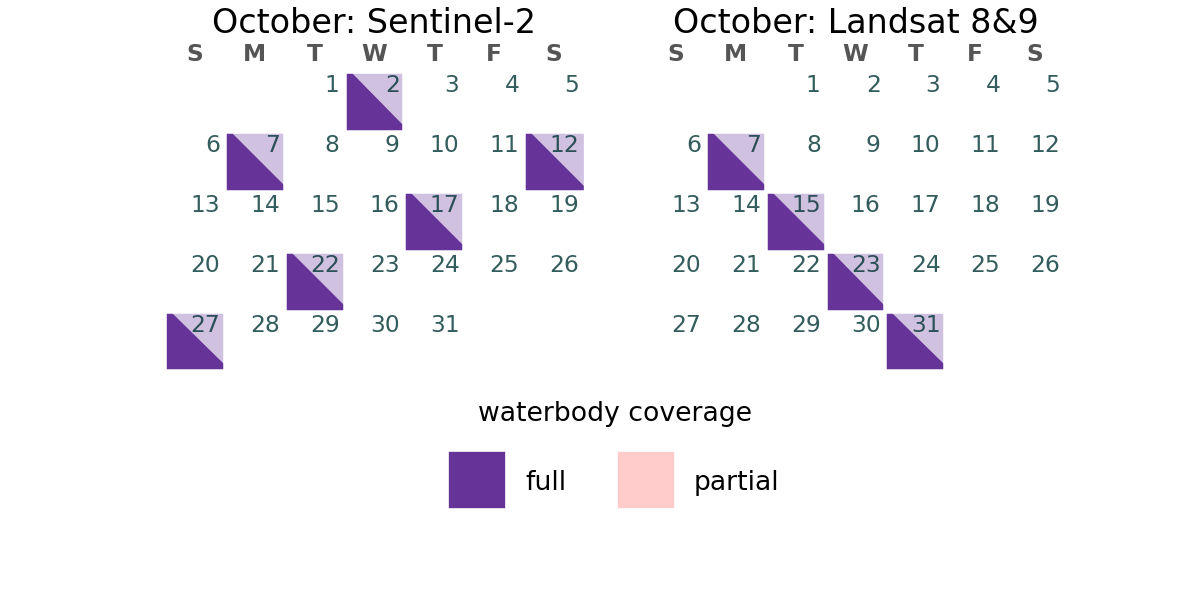 October: Sentinel-2
S M T W T F S
1 2 3 4 5
6 7 8 9 10 11 12
13 14 15 16 17 18 19
20 21 22 23 24 25 26
27 28 29 30 31
October: Landsat 8&9
S M T W T F S
1 2 3 4 5
6 7 8 9 10 11 12
13 14 15 16 17 18 19
20 21 22 23 24 25 26
27 28 29 30 31
waterbody coverage
full partial